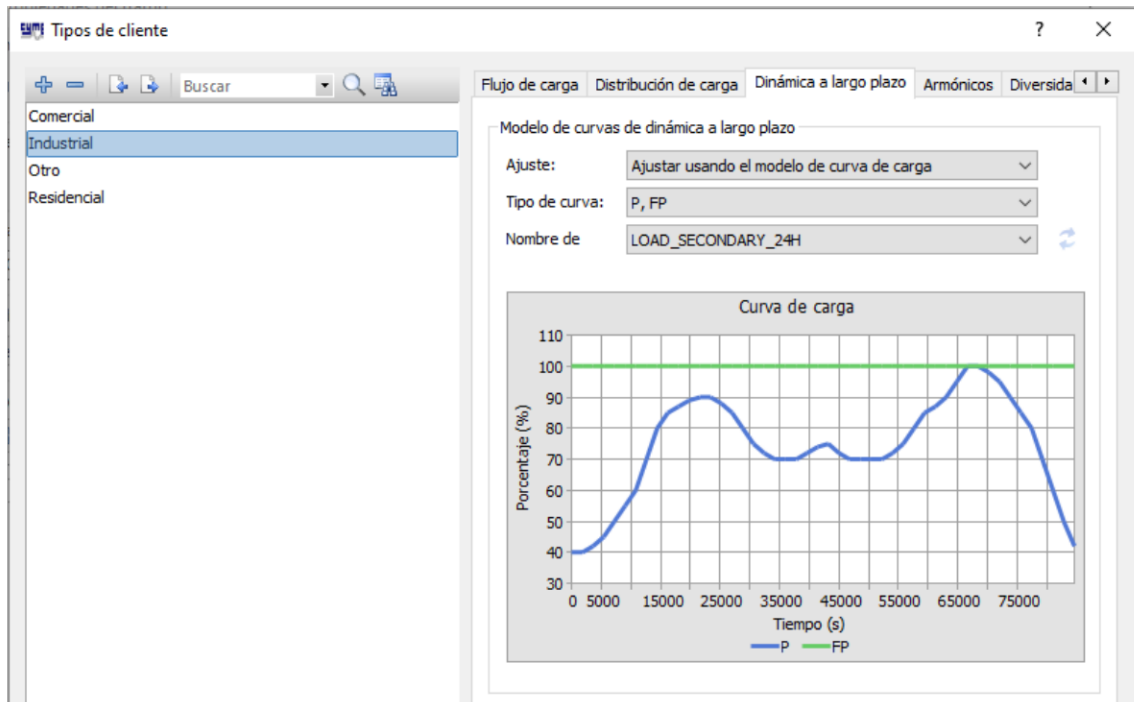 CYME Tipos de cliente ?
Buscar
Comercial
Industrial
Otro
Residencial
Flujo de carga Distribución de carga Dinámica a largo plazo Armónicos Diversida
Modelo de curvas de dinámica a largo plazo
Ajuste: Ajustar usando el modelo de curva de carga
Tipo de curva: P, FP
Nombre de LOAD_SECONDARY_24H
Curva de carga
110
100
90
80
70
60
50
40
30
Porcentaje (%)
0 5000 15000 25000 35000 45000 55000 65000 75000
Tiempo (s)
P FP